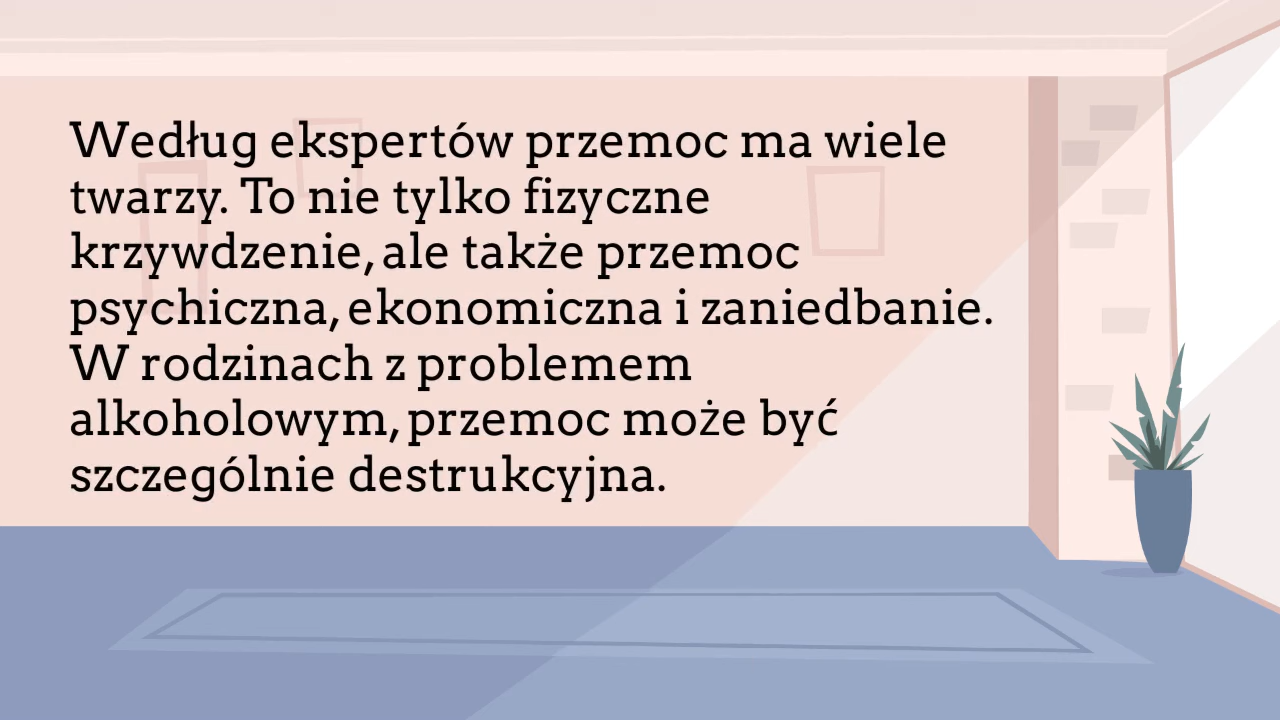 Według ekspertów przemoc ma wiele
twarzy. To nie tylko fizyczne
krzywdzenie, ale także przemoc
psychiczna, ekonomiczna i zaniedbanie.
W rodzinach z problemem
alkoholowym, przemoc może być
szczególnie destrukcyjna.